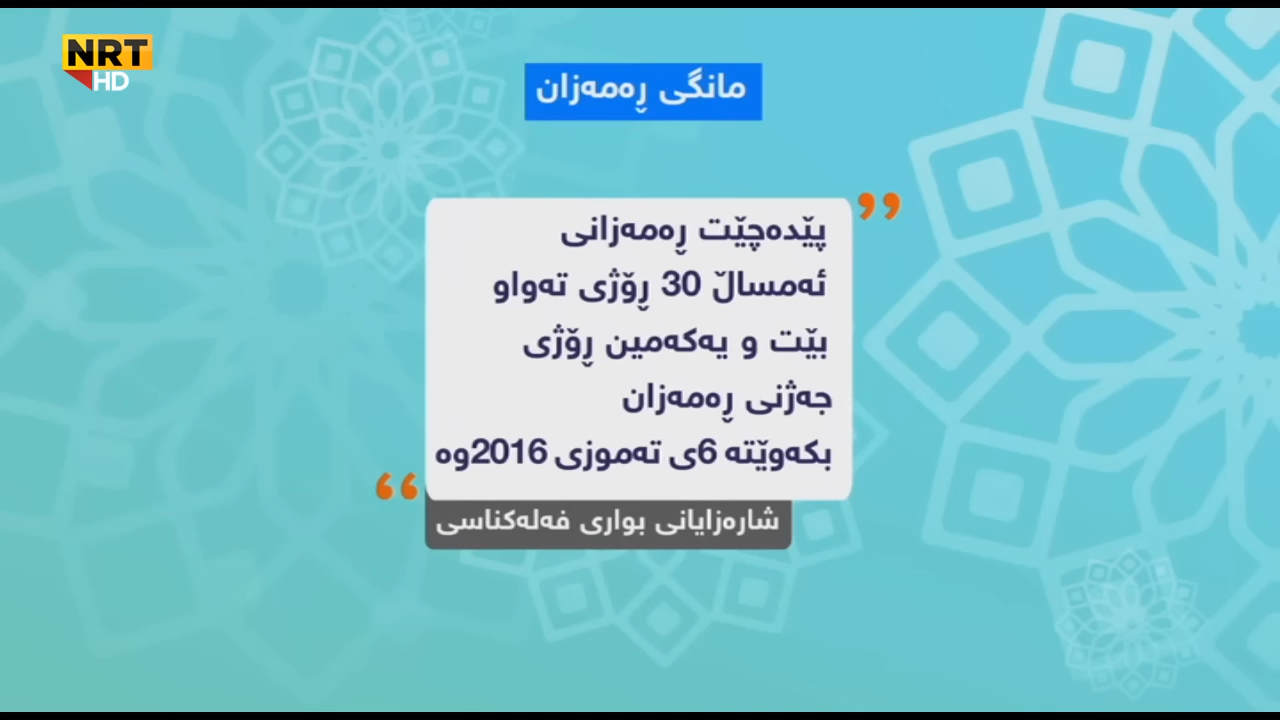 NRT
HD
مانگی ڕەمەزان
پێدەچێت ڕەمەزانی
ئەمساڵ 30 ڕۆژی تەواو
بێت و یەکەمین ڕۆژی
جەژنی ڕەمەزان
بکەوێتە 6ی تەموزی 2016وە
شارەزایانی بواری فەلەکناسی